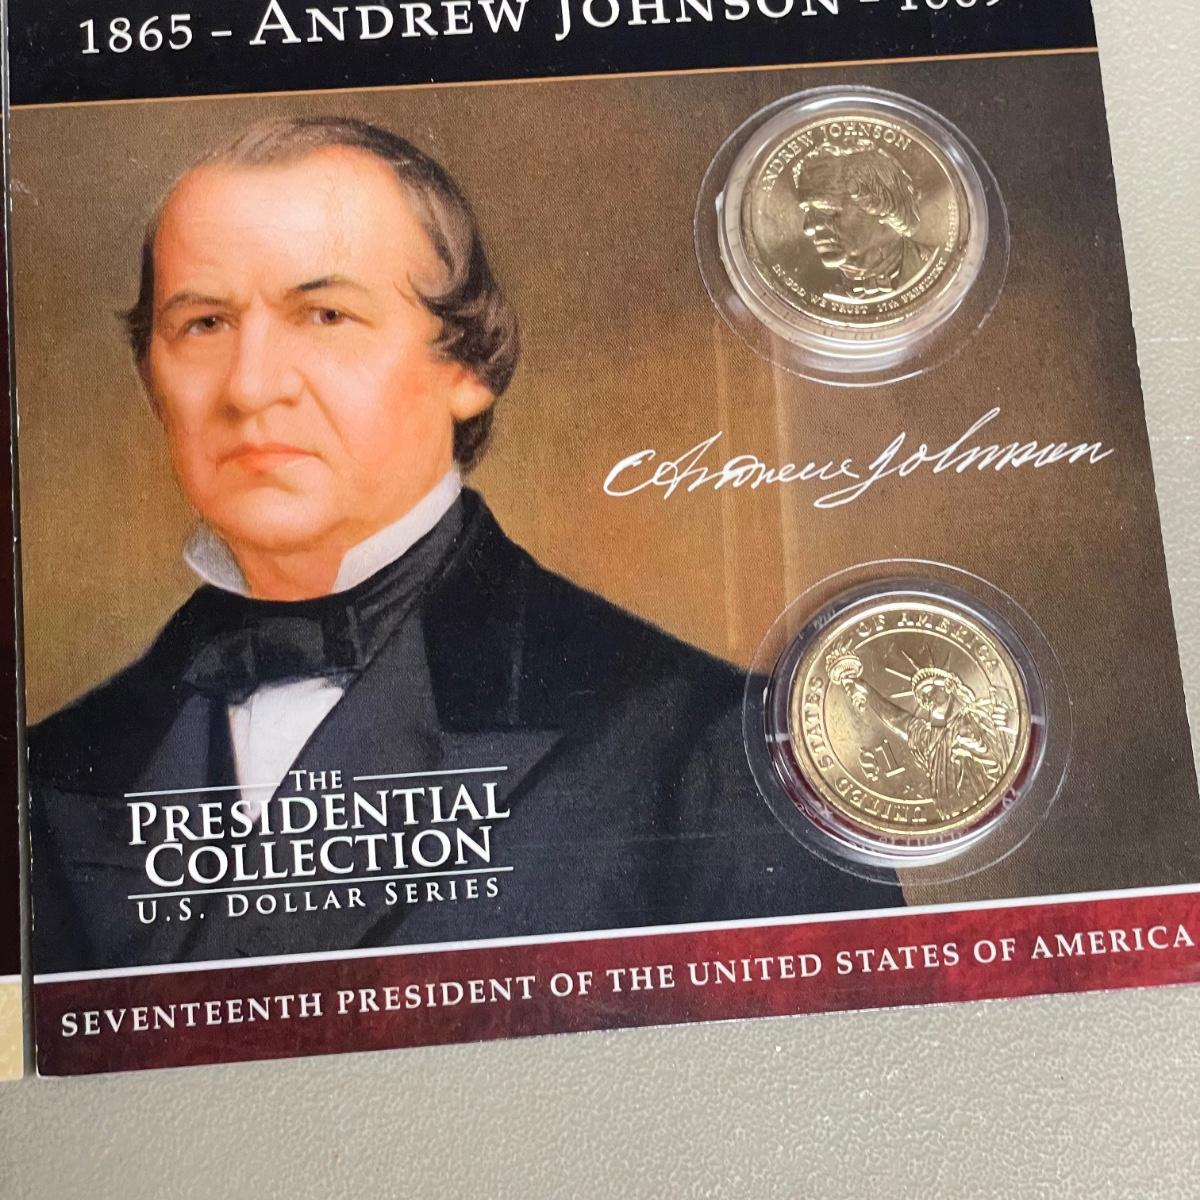 1865 – ANDREW JOHNSON – 1869
ANDREW JOHNSON
IN GOD WE TRUST 17th PRESIDENT
Andrew Johnson
UNITED STATES OF AMERICA
$1
THE
PRESIDENTIAL
COLLECTION
U.S. DOLLAR SERIES
SEVENTEENTH PRESIDENT OF THE UNITED STATES OF AMERICA